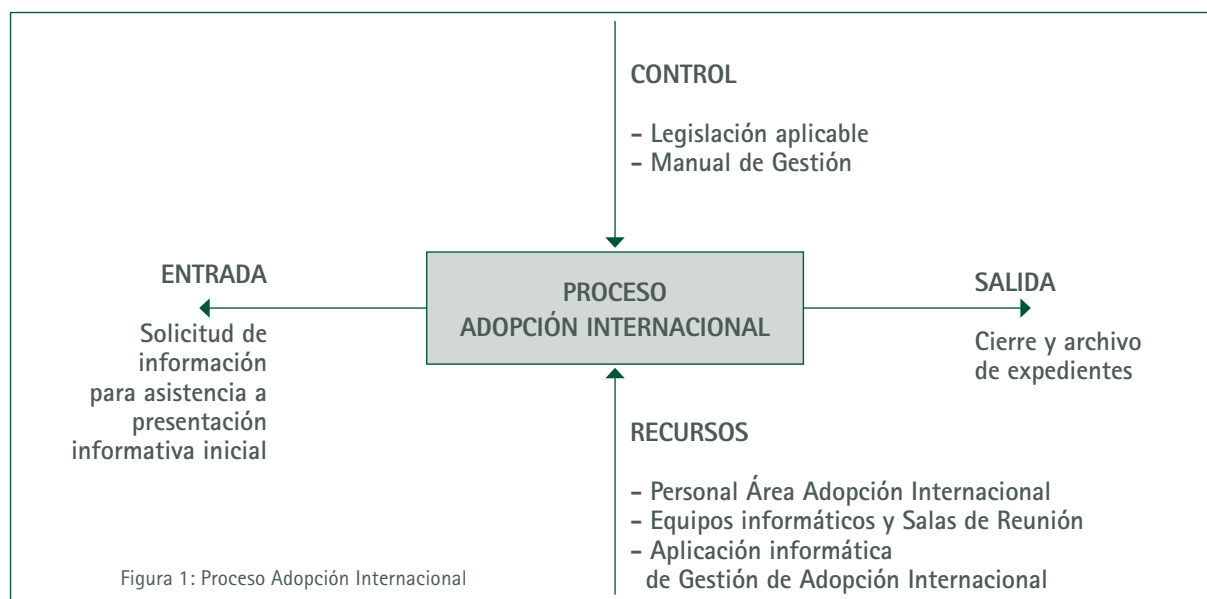 CONTROL
- Legislación aplicable
- Manual de Gestión
ENTRADA
Solicitud de
información
para asistencia a
presentación
informativa inicial
PROCESO
ADOPCIÓN INTERNACIONAL
SALIDA
Cierre y archivo
de expedientes
RECURSOS
- Personal Área Adopción Internacional
- Equipos informáticos y Salas de Reunión
- Aplicación informática
de Gestión de Adopción Internacional
Figura 1: Proceso Adopción Internacional